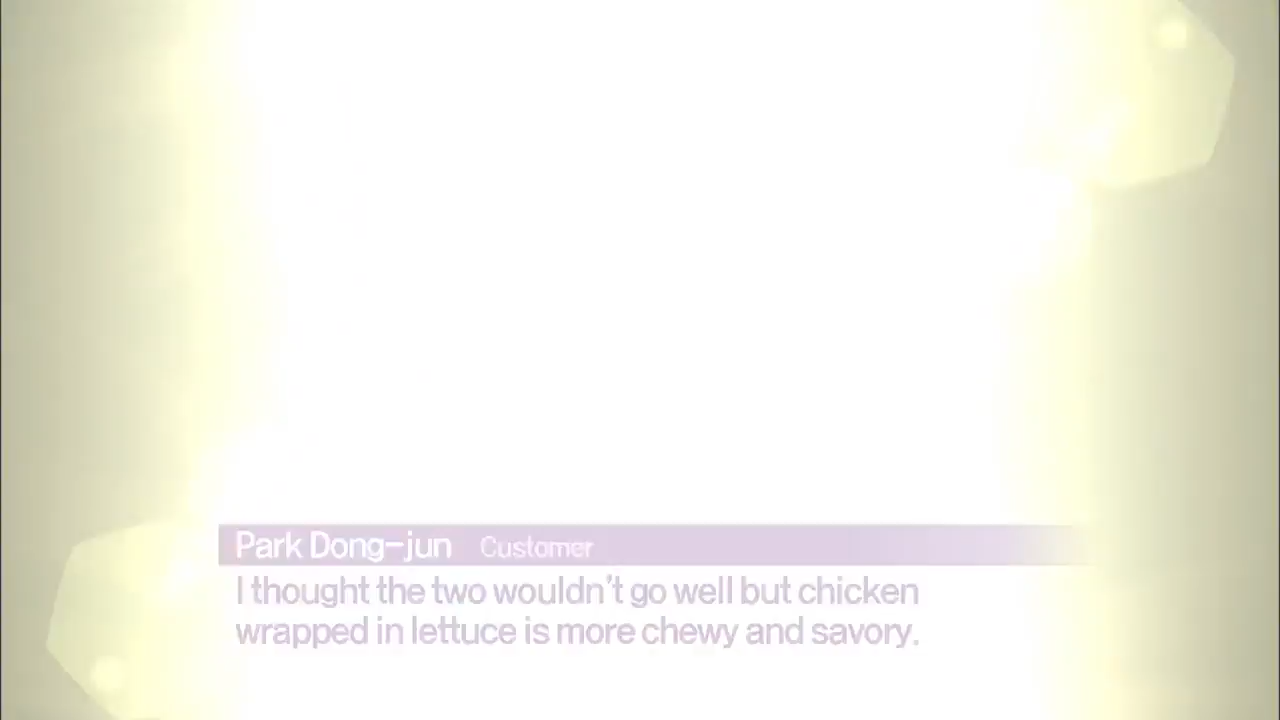 Park Dong-jun Customer
I thought the two wouldn't go well but chicken
wrapped in lettuce is more chewy and savory.